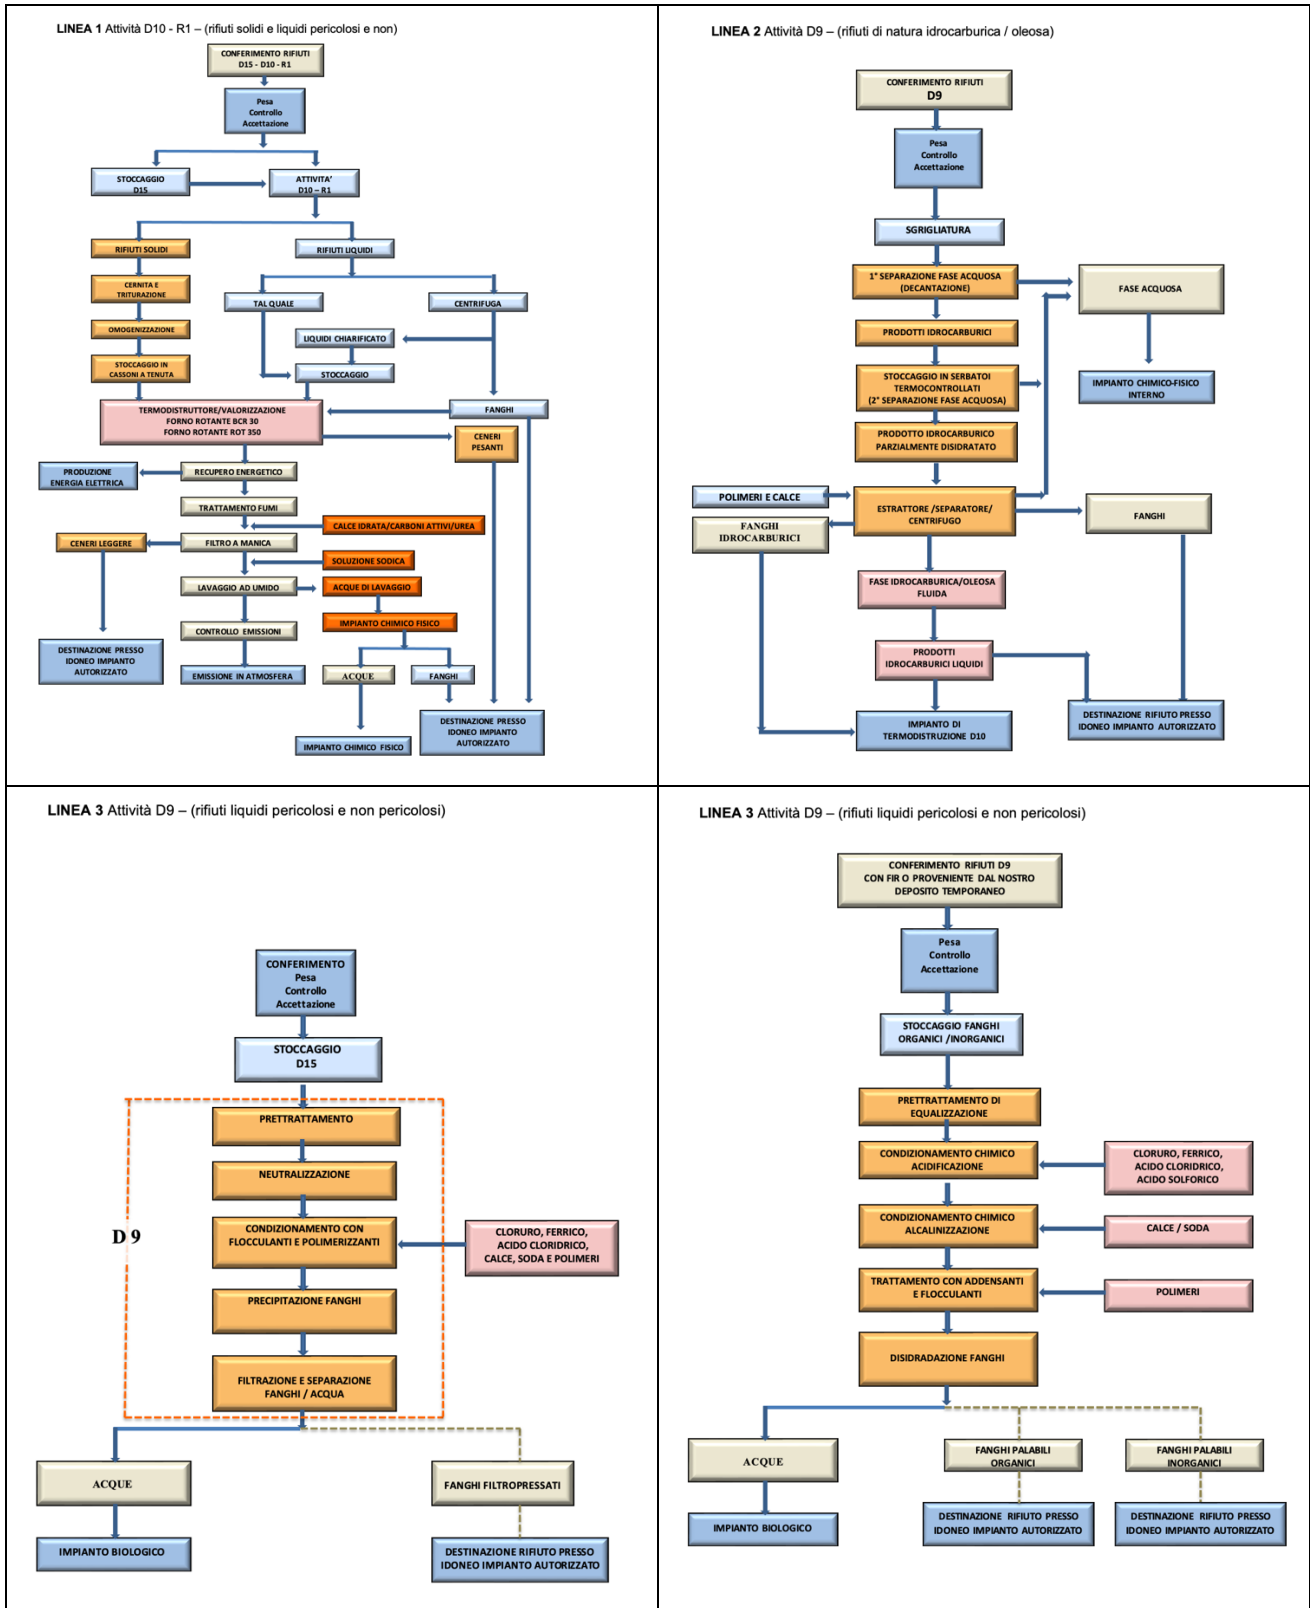 LINEA 1 Attività D10 - R1 – (rifiuti solidi e liquidi pericolosi e non)
CONFERIMENTO RIFIUTI
D15 - D10 - R1
Pesa
Controllo
Accettazione
STOCCAGGIO
D15
ATTIVITA'
D10 – R1
RIFIUTI SOLIDI
RIFIUTI LIQUIDI
CERNITA E
TRITURAZIONE
TAL QUALE
CENTRIFUGA
OMOGENIZZAZIONE
LIQUIDI CHIARIFICATO
STOCCAGGIO IN
CASSONI A TENUTA
STOCCAGGIO
TERMODISTRUTTORE/VALORIZZAZIONE
FORNO ROTANTE BCR 30
FORNO ROTANTE ROT 350
FANGHI
CENERI
PESANTI
PRODUZIONE
ENERGIA ELETTRICA
RECUPERO ENERGETICO
TRATTAMENTO FUMI
CALCE IDRATA/CARBONI ATTIVI/UREA
CENERI LEGGERE
FILTRO A MANICA
SOLUZIONE SODICA
LAVAGGIO AD UMIDO
ACQUE DI LAVAGGIO
CONTROLLO EMISSIONI
IMPIANTO CHIMICO FISICO
DESTINAZIONE PRESSO
IDONEO IMPIANTO
AUTORIZZATO
EMISSIONE IN ATMOSFERA
ACQUE
FANGHI
DESTINAZIONE PRESSO
IDONEO IMPIANTO
AUTORIZZATO
IMPIANTO CHIMICO FISICO
LINEA 2 Attività D9 – (rifiuti di natura idrocarburica / oleosa)
CONFERIMENTO RIFIUTI
D9
Pesa
Controllo
Accettazione
SGRIGLIATURA
1° SEPARAZIONE FASE ACQUOSA
(DECANTAZIONE)
FASE ACQUOSA
PRODOTTI IDROCARBURICI
STOCCAGGIO IN SERBATOI
TERMOCONTROLLATI
(2° SEPARAZIONE FASE ACQUOSA)
IMPIANTO CHIMICO-FISICO
INTERNO
PRODOTTO IDROCARBURICO
PARZIALMENTE DISIDRATATO
POLIMERI E CALCE
ESTRATTORE /SEPARATORE/
CENTRIFUGO
FANGHI
FANGHI
IDROCARBURICI
FASE IDROCARBURICA/OLEOSA
FLUIDA
PRODOTTI
IDROCARBURICI LIQUIDI
IMPIANTO DI
TERMODISTRUZIONE D10
DESTINAZIONE RIFIUTO PRESSO
IDONEO IMPIANTO AUTORIZZATO
LINEA 3 Attività D9 – (rifiuti liquidi pericolosi e non pericolosi)
CONFERIMENTO
Pesa
Controllo
Accettazione
STOCCAGGIO
D15
PRETTRATTAMENTO
NEUTRALIZZAZIONE
D 9
CONDIZIONAMENTO CON
FLOCCULANTI E POLIMERIZZANTI
CLORURO, FERRICO,
ACIDO CLORIDRICO,
CALCE, SODA E POLIMERI
PRECIPITAZIONE FANGHI
FILTRAZIONE E SEPARAZIONE
FANGHI / ACQUA
ACQUE
FANGHI FILTROPRESSATI
IMPIANTO BIOLOGICO
DESTINAZIONE RIFIUTO PRESSO
IDONEO IMPIANTO AUTORIZZATO
LINEA 3 Attività D9 – (rifiuti liquidi pericolosi e non pericolosi)
CONFERIMENTO RIFIUTI D9
CON FIR O PROVENIENTE DAL NOSTRO
DEPOSITO TEMPORANEO
Pesa
Controllo
Accettazione
STOCCAGGIO FANGHI
ORGANICI /INORGANICI
PRETTRATTAMENTO DI
EQUALIZZAZIONE
CONDIZIONAMENTO CHIMICO
ACIDIFICAZIONE
CLORURO, FERRICO,
ACIDO CLORIDRICO,
ACIDO SOLFORICO
CONDIZIONAMENTO CHIMICO
ALCALINIZZAZIONE
CALCE / SODA
TRATTAMENTO CON ADDENSANTI
E FLOCCULANTI
POLIMERI
DISIDRADAZIONE FANGHI
ACQUE
FANGHI PALABILI
ORGANICI
FANGHI PALABILI
INORGANICI
IMPIANTO BIOLOGICO
DESTINAZIONE RIFIUTO PRESSO
IDONEO IMPIANTO AUTORIZZATO
DESTINAZIONE RIFIUTO PRESSO
IDONEO IMPIANTO AUTORIZZATO